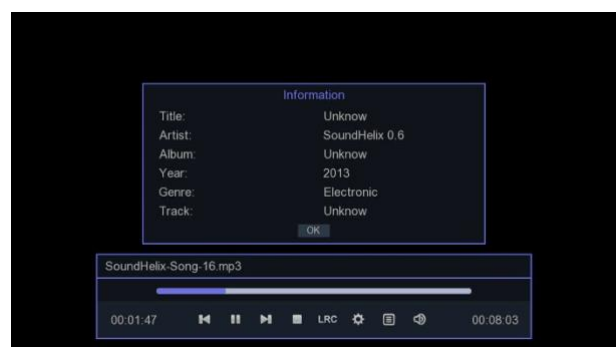 Information
Title: Unknow
Artist: SoundHelix 0.6
Album: Unknow
Year: 2013
Genre: Electronic
Track: Unknow
OK
SoundHelix-Song-16.mp3
00:01:47 LRC 00:08:03